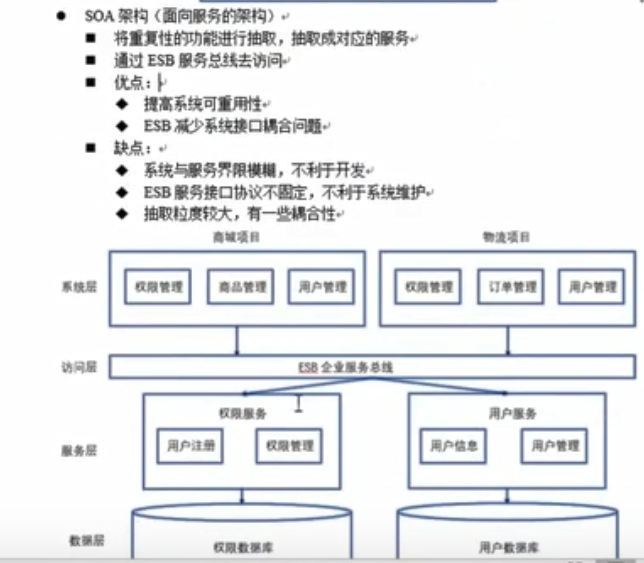 SOA 架构（面向服务的架构）
将重复性的功能进行抽取，抽取成对应的服务
通过 ESB 服务总线去访问
优点：
提高系统可重用性
ESB 减少系统接口耦合问题
缺点：
系统与服务界限模糊，不利于开发
ESB 服务接口协议不固定，不利于系统维护
抽取粒度较大，有一些耦合性
商城项目 物流项目
系统层 权限管理 商品管理 用户管理 权限管理 订单管理 用户管理
访问层 ESB 企业服务总线
权限服务 用户服务
服务层 用户注册 权限管理 用户信息 用户管理
数据层 权限数据库 用户数据库